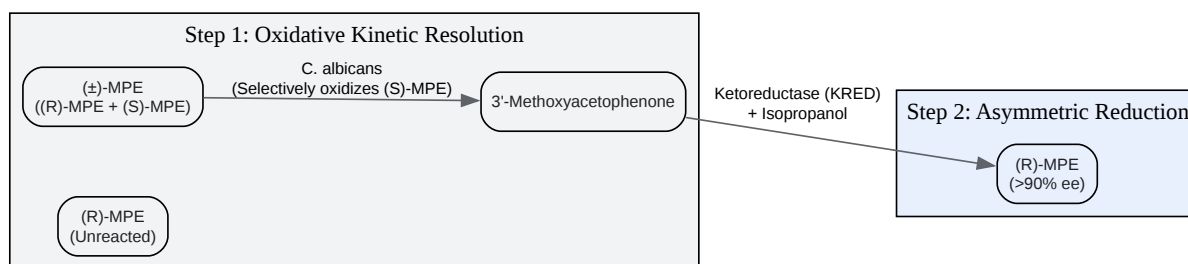 Step 1: Oxidative Kinetic Resolution
(±)-MPE
((R)-MPE + (S)-MPE)
C. albicans
(Selectively oxidizes (S)-MPE)
3'-Methoxyacetophenone
(R)-MPE
(Unreacted)
Ketoreductase (KRED)
+ Isopropanol
Step 2: Asymmetric Reduction
(R)-MPE
(>90% ee)